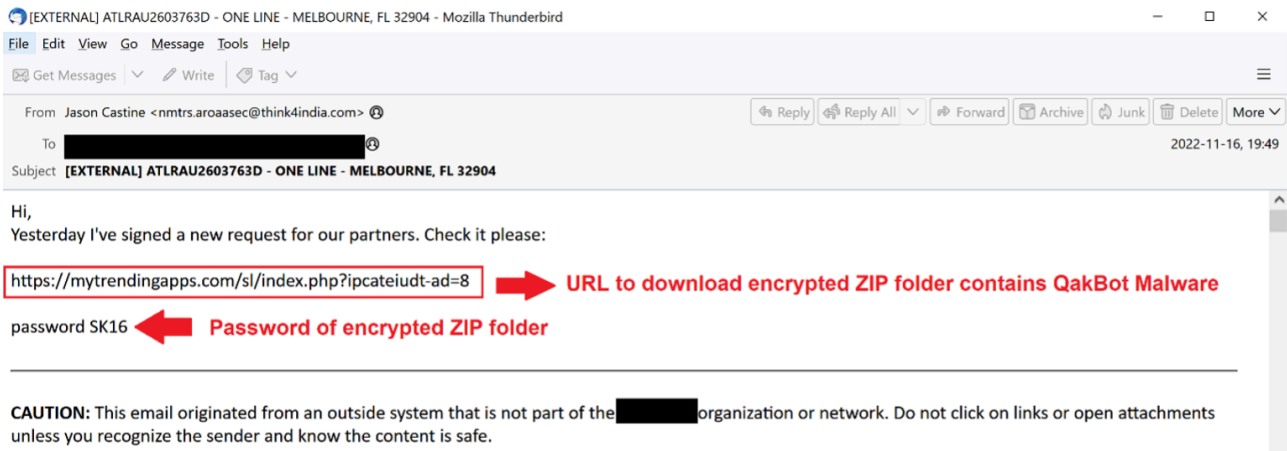 [EXTERNAL] ATLRAU2603763D - ONE LINE - MELBOURNE, FL 32904 - Mozilla Thunderbird
File Edit View Go Message Tools Help
Get Messages Write Tag
From Jason Castine <nmtrs.aroaasec@think4india.com> Reply Reply All Forward Archive Junk Delete More
To 2022-11-16, 19:49
Subject [EXTERNAL] ATLRAU2603763D - ONE LINE - MELBOURNE, FL 32904
Hi,
Yesterday I've signed a new request for our partners. Check it please:
https://mytrendingapps.com/sl/index.php?ipcateiudt-ad=8 URL to download encrypted ZIP folder contains QakBot Malware
password SK16 Password of encrypted ZIP folder
CAUTION: This email originated from an outside system that is not part of the organization or network. Do not click on links or open attachments
unless you recognize the sender and know the content is safe.